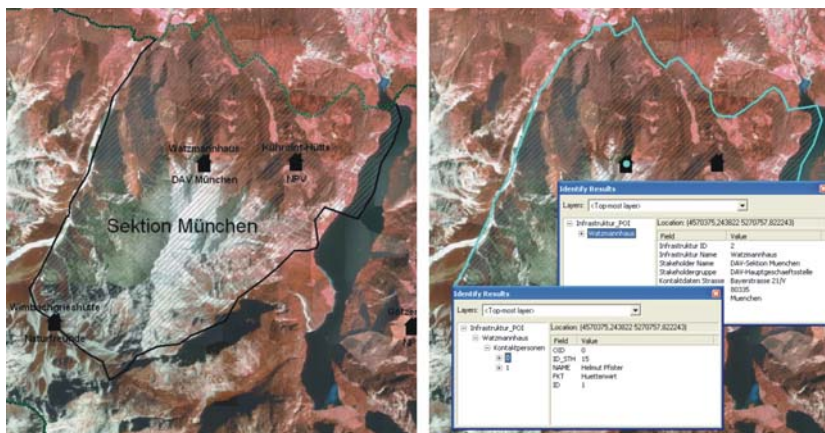 Watzmannhaus
DAV München
Kühroint-Hütte
NPV
Sektion München
Wimbachgrieshütte
Naturfreunde
Identify Results
Layers: <Top-most layer>
Infrastruktur_POI
Watzmannhaus
Location: (4570375,243822 5270757,822243)
Field Value
Infrastruktur ID 2
Infrastruktur Name Watzmannhaus
Stakeholder Name DAV-Sektion Muenchen
Stakeholdergruppe DAV-Hauptgeschaeftsstelle
Kontaktdaten Strasse Bayerstrasse 21/V
80335
Muenchen
Identify Results
Layers: <Top-most layer>
Infrastruktur_POI
Watzmannhaus
Kontaktpersonen
0
1
Location: (4570375,243822 5270757,822243)
Field Value
OID 0
ID_STH 15
NAME Helmut Pfister
FKT Huettenwirt
ID 1